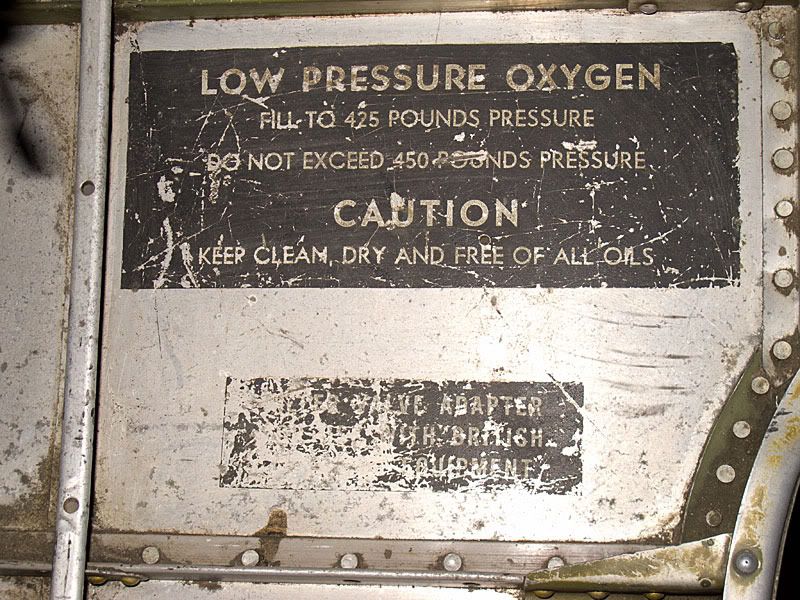 LOW PRESSURE OXYGEN
FILL TO 425 POUNDS PRESSURE
DO NOT EXCEED 450 POUNDS PRESSURE
CAUTION
KEEP CLEAN, DRY AND FREE OF ALL OILS
VALVE ADAPTER
WITH BRITISH
EQUIPMENT